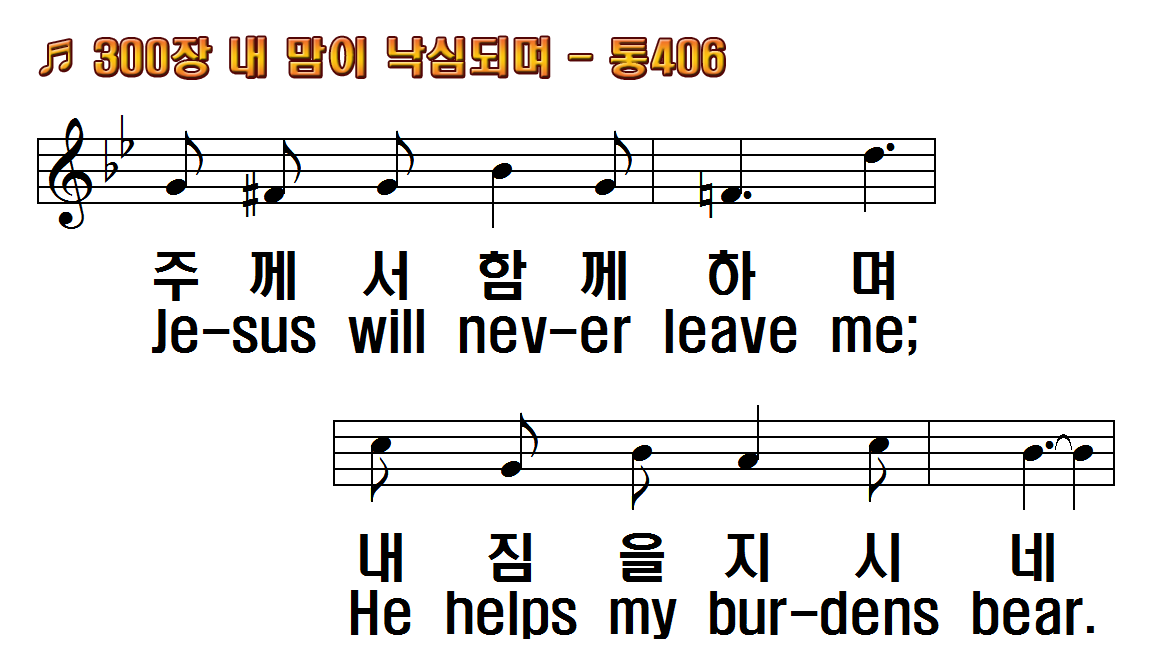 300장 내 맘이 낙심되며 - 통406
주 께 서 함 께 하 며
Je-sus will nev-er leave me;
내 짐 을 지 시 네
He helps my bur-dens bear.